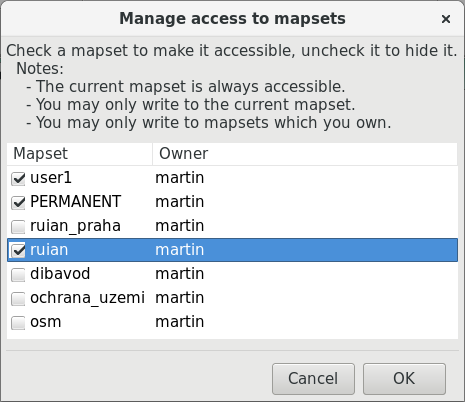 Manage access to mapsets
Check a mapset to make it accessible, uncheck it to hide it.
Notes:
- The current mapset is always accessible.
- You may only write to the current mapset.
- You may only write to mapsets which you own.
Mapset Owner
user1 martin
PERMANENT martin
ruian_praha martin
ruian martin
dibavod martin
ochrana_uzemi martin
osm martin
Cancel OK